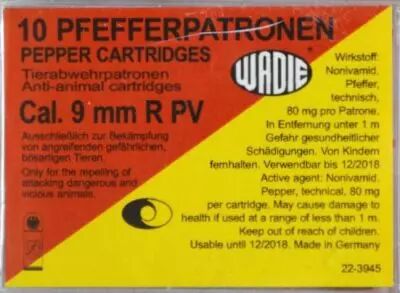 10 PFEFFERPATRONEN
PEPPER CARTRIDGES
Tierabwehrpatronen
Anti-animal cartridges
Cal. 9 mm R PV
Ausschließlich zur Bekämpfung
von angreifenden gefährlichen,
bösartigen Tieren.
Only for the repelling of
attacking dangerous and
vicious animals.
WADIE
Wirkstoff:
Nonivamid,
Pfeffer,
technisch,
80 mg pro Patrone.
In Entfernung unter 1 m
Gefahr gesundheitlicher
Schädigungen. Von Kindern
fernhalten. Verwendbar bis 12/2018
Active agent: Nonivamid,
Pepper, technical, 80 mg
per cartridge. May cause damage to
health if used at a range of less than 1 m.
Keep out of reach of children.
Usable until 12/2018. Made in Germany
22-3945